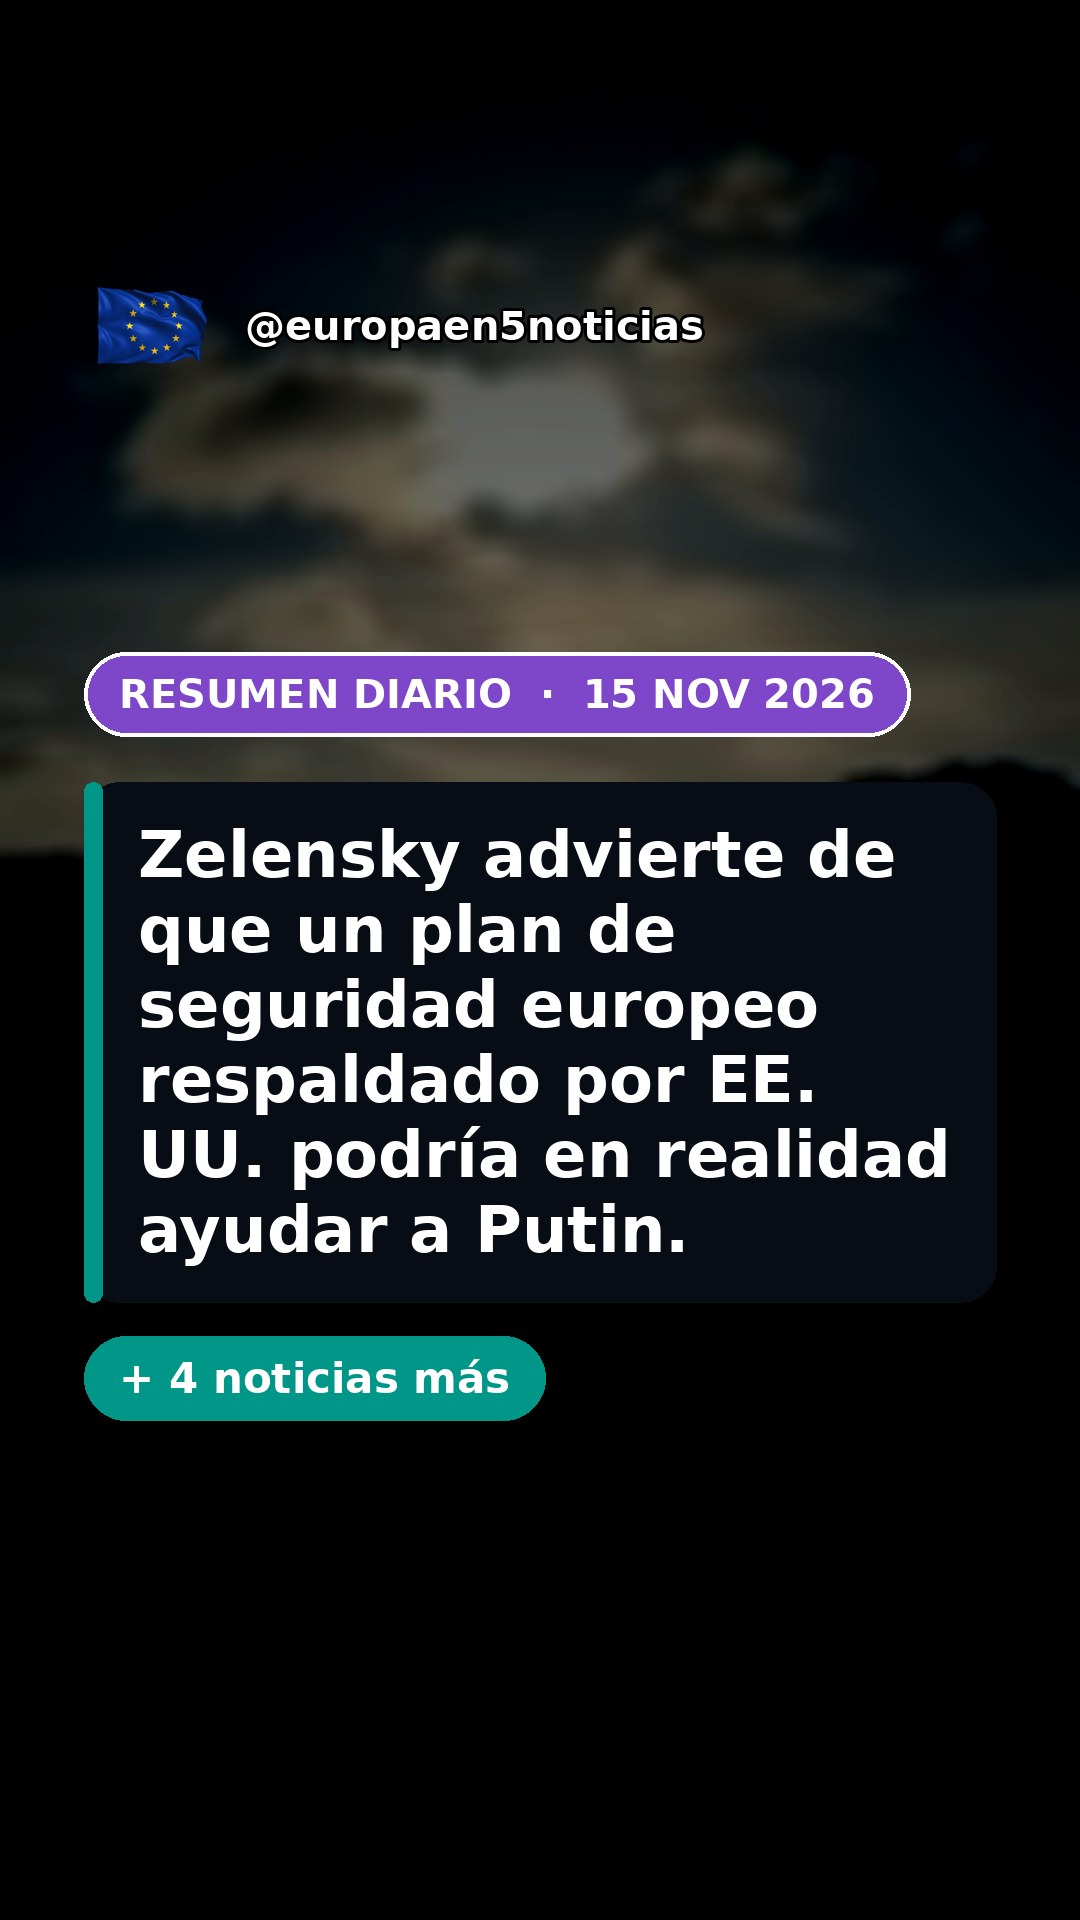 @europaen5noticias
RESUMEN DIARIO · 15 NOV 2026
Zelensky advierte de
que un plan de
seguridad europeo
respaldado por EE.
UU. podría en realidad
ayudar a Putin.
+ 4 noticias más